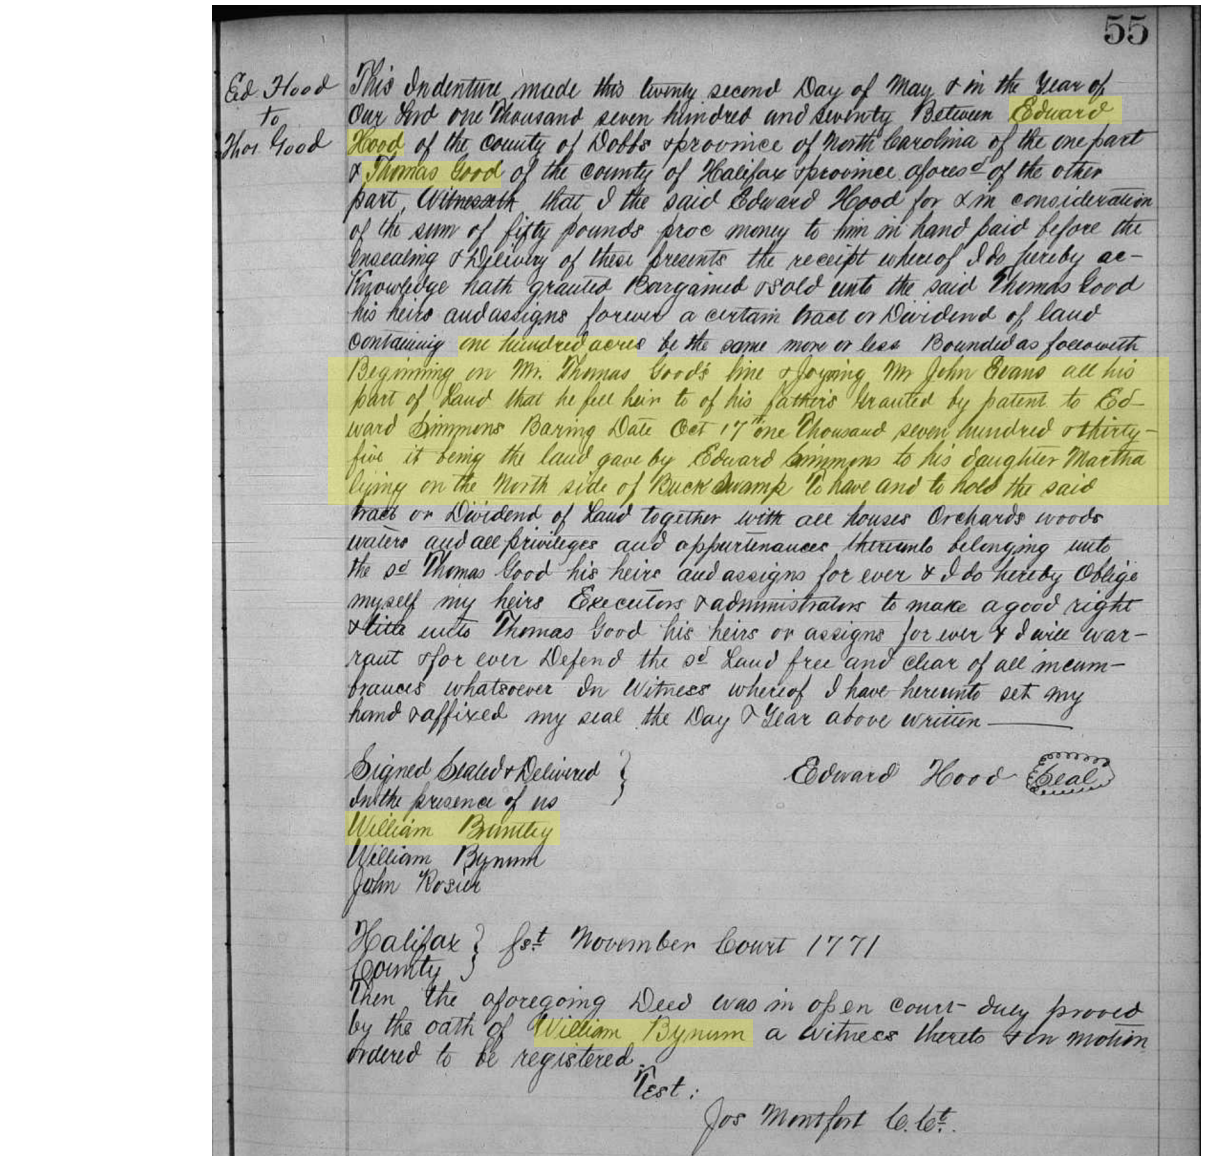 55
Ed Hood
to
Thos. Good
This Indenture made this twenty second Day of May & in the Year of
Our Lord one Thousand seven hundred and seventy Between Edward
Hood of the county of Dobbs & province of North Carolina of the one part
& Thomas Good of the county of Halifax & province aforesd of the other
part, Witnesseth that I the said Edward Hood for & in consideration
of the sum of fifty pounds proc money to him in hand paid before the
ensealing & Delivery of these presents the receipt whereof I do hereby ac-
Knowledge hath granted Bargained & sold unto the said Thomas Good
his heirs and assigns forever a certain tract or Dividend of land
containing one hundred acres be the same more or less Bounded as followeth
Beginning on Mr. Thomas Good's line & Joyning Mr John Evans all his
part of Land that he fell heir to of his father's Granted by patent to Ed-
ward Simmons Baring Date Oct 17th one Thousand seven hundred & thirty-
five it being the land gave by Edward Simmons to his daughter Martha
lying on the North side of Buck Swamp To have and to hold the said
tract or Dividend of Land together with all houses Orchards woods
waters and all privileges and appurtenances thereunto belonging unto
the sd Thomas Good his heirs and assigns for ever & I do hereby Oblige
myself my heirs Executors & administrators to make a good right
& title unto Thomas Good his heirs or assigns for ever & I will war-
rant & for ever Defend the sd Land free and clear of all incum-
brances whatsoever In Witness whereof I have hereunto set my
hand & affixed my seal the Day & Year above written
Signed Sealed & Delivered } Edward Hood Seal
In the presence of us
William Bruntley
William Bynum
John Rosier
Halifax } fst. November Court 1771
County
Then the aforegoing Deed was in open court duly proved
by the oath of William Bynum a witness thereto & on motion
ordered to be registered.
Test:
Jos Montfort C. Ct.